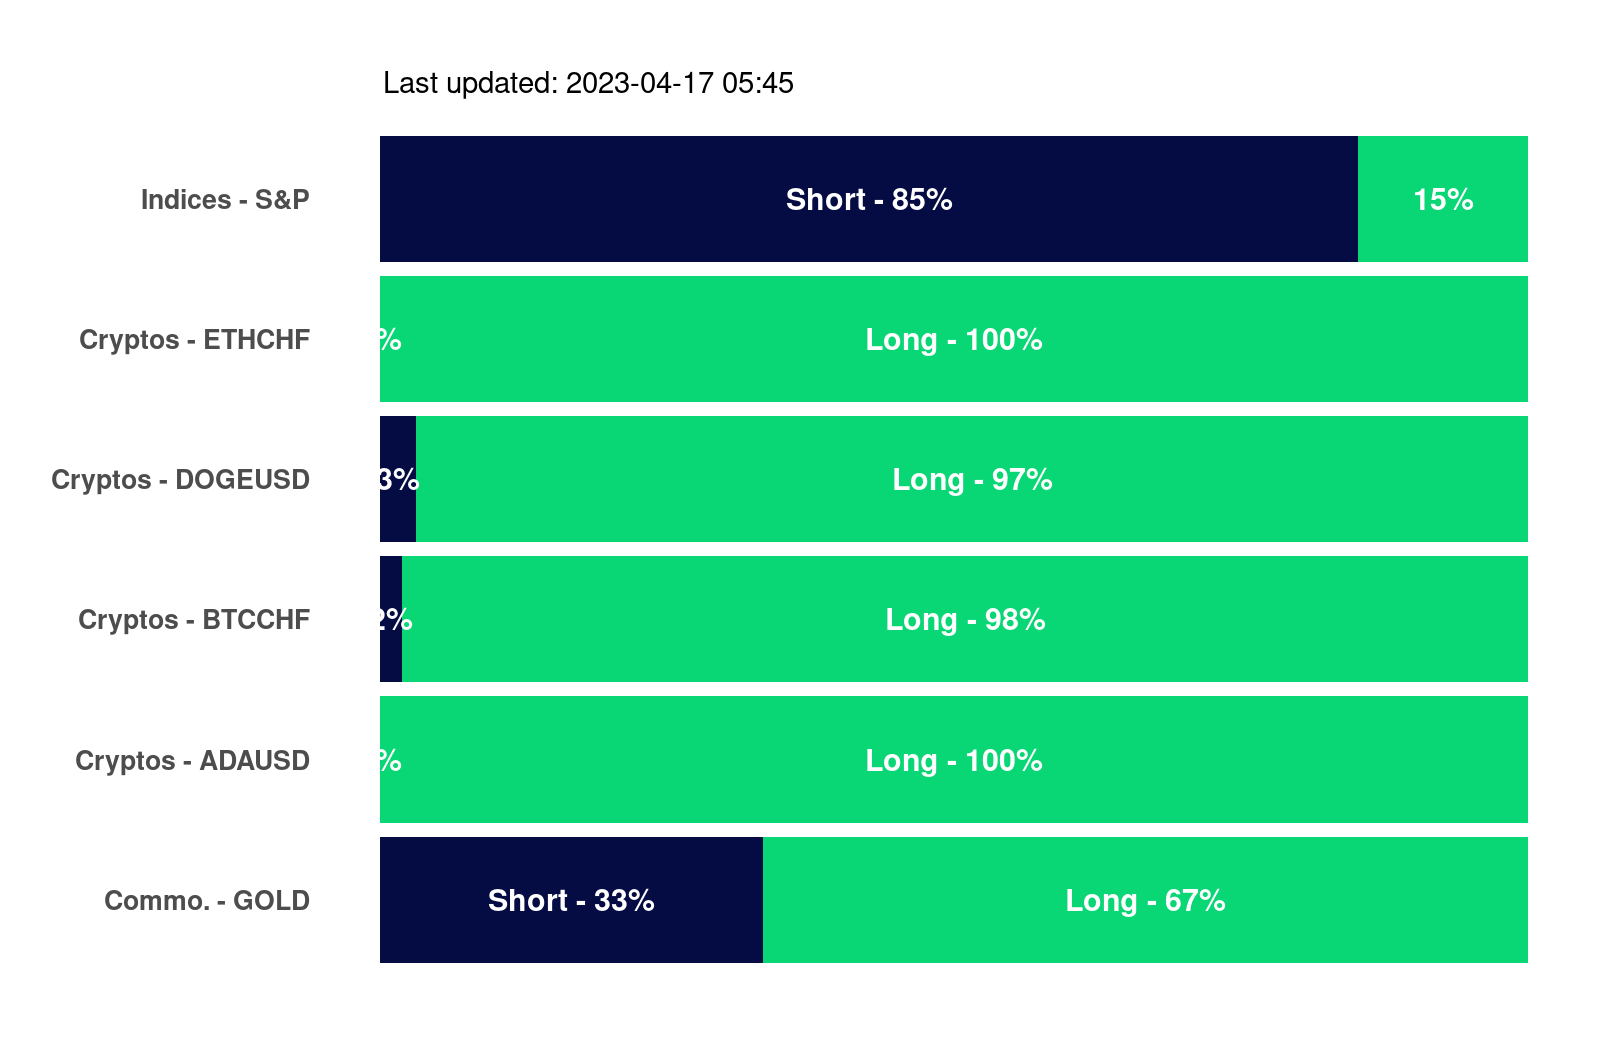 Last updated: 2023-04-17 05:45
Indices - S&P Short - 85% 15%
Cryptos - ETHCHF % Long - 100%
Cryptos - DOGEUSD 3% Long - 97%
Cryptos - BTCCHF 2% Long - 98%
Cryptos - ADAUSD % Long - 100%
Commo. - GOLD Short - 33% Long - 67%